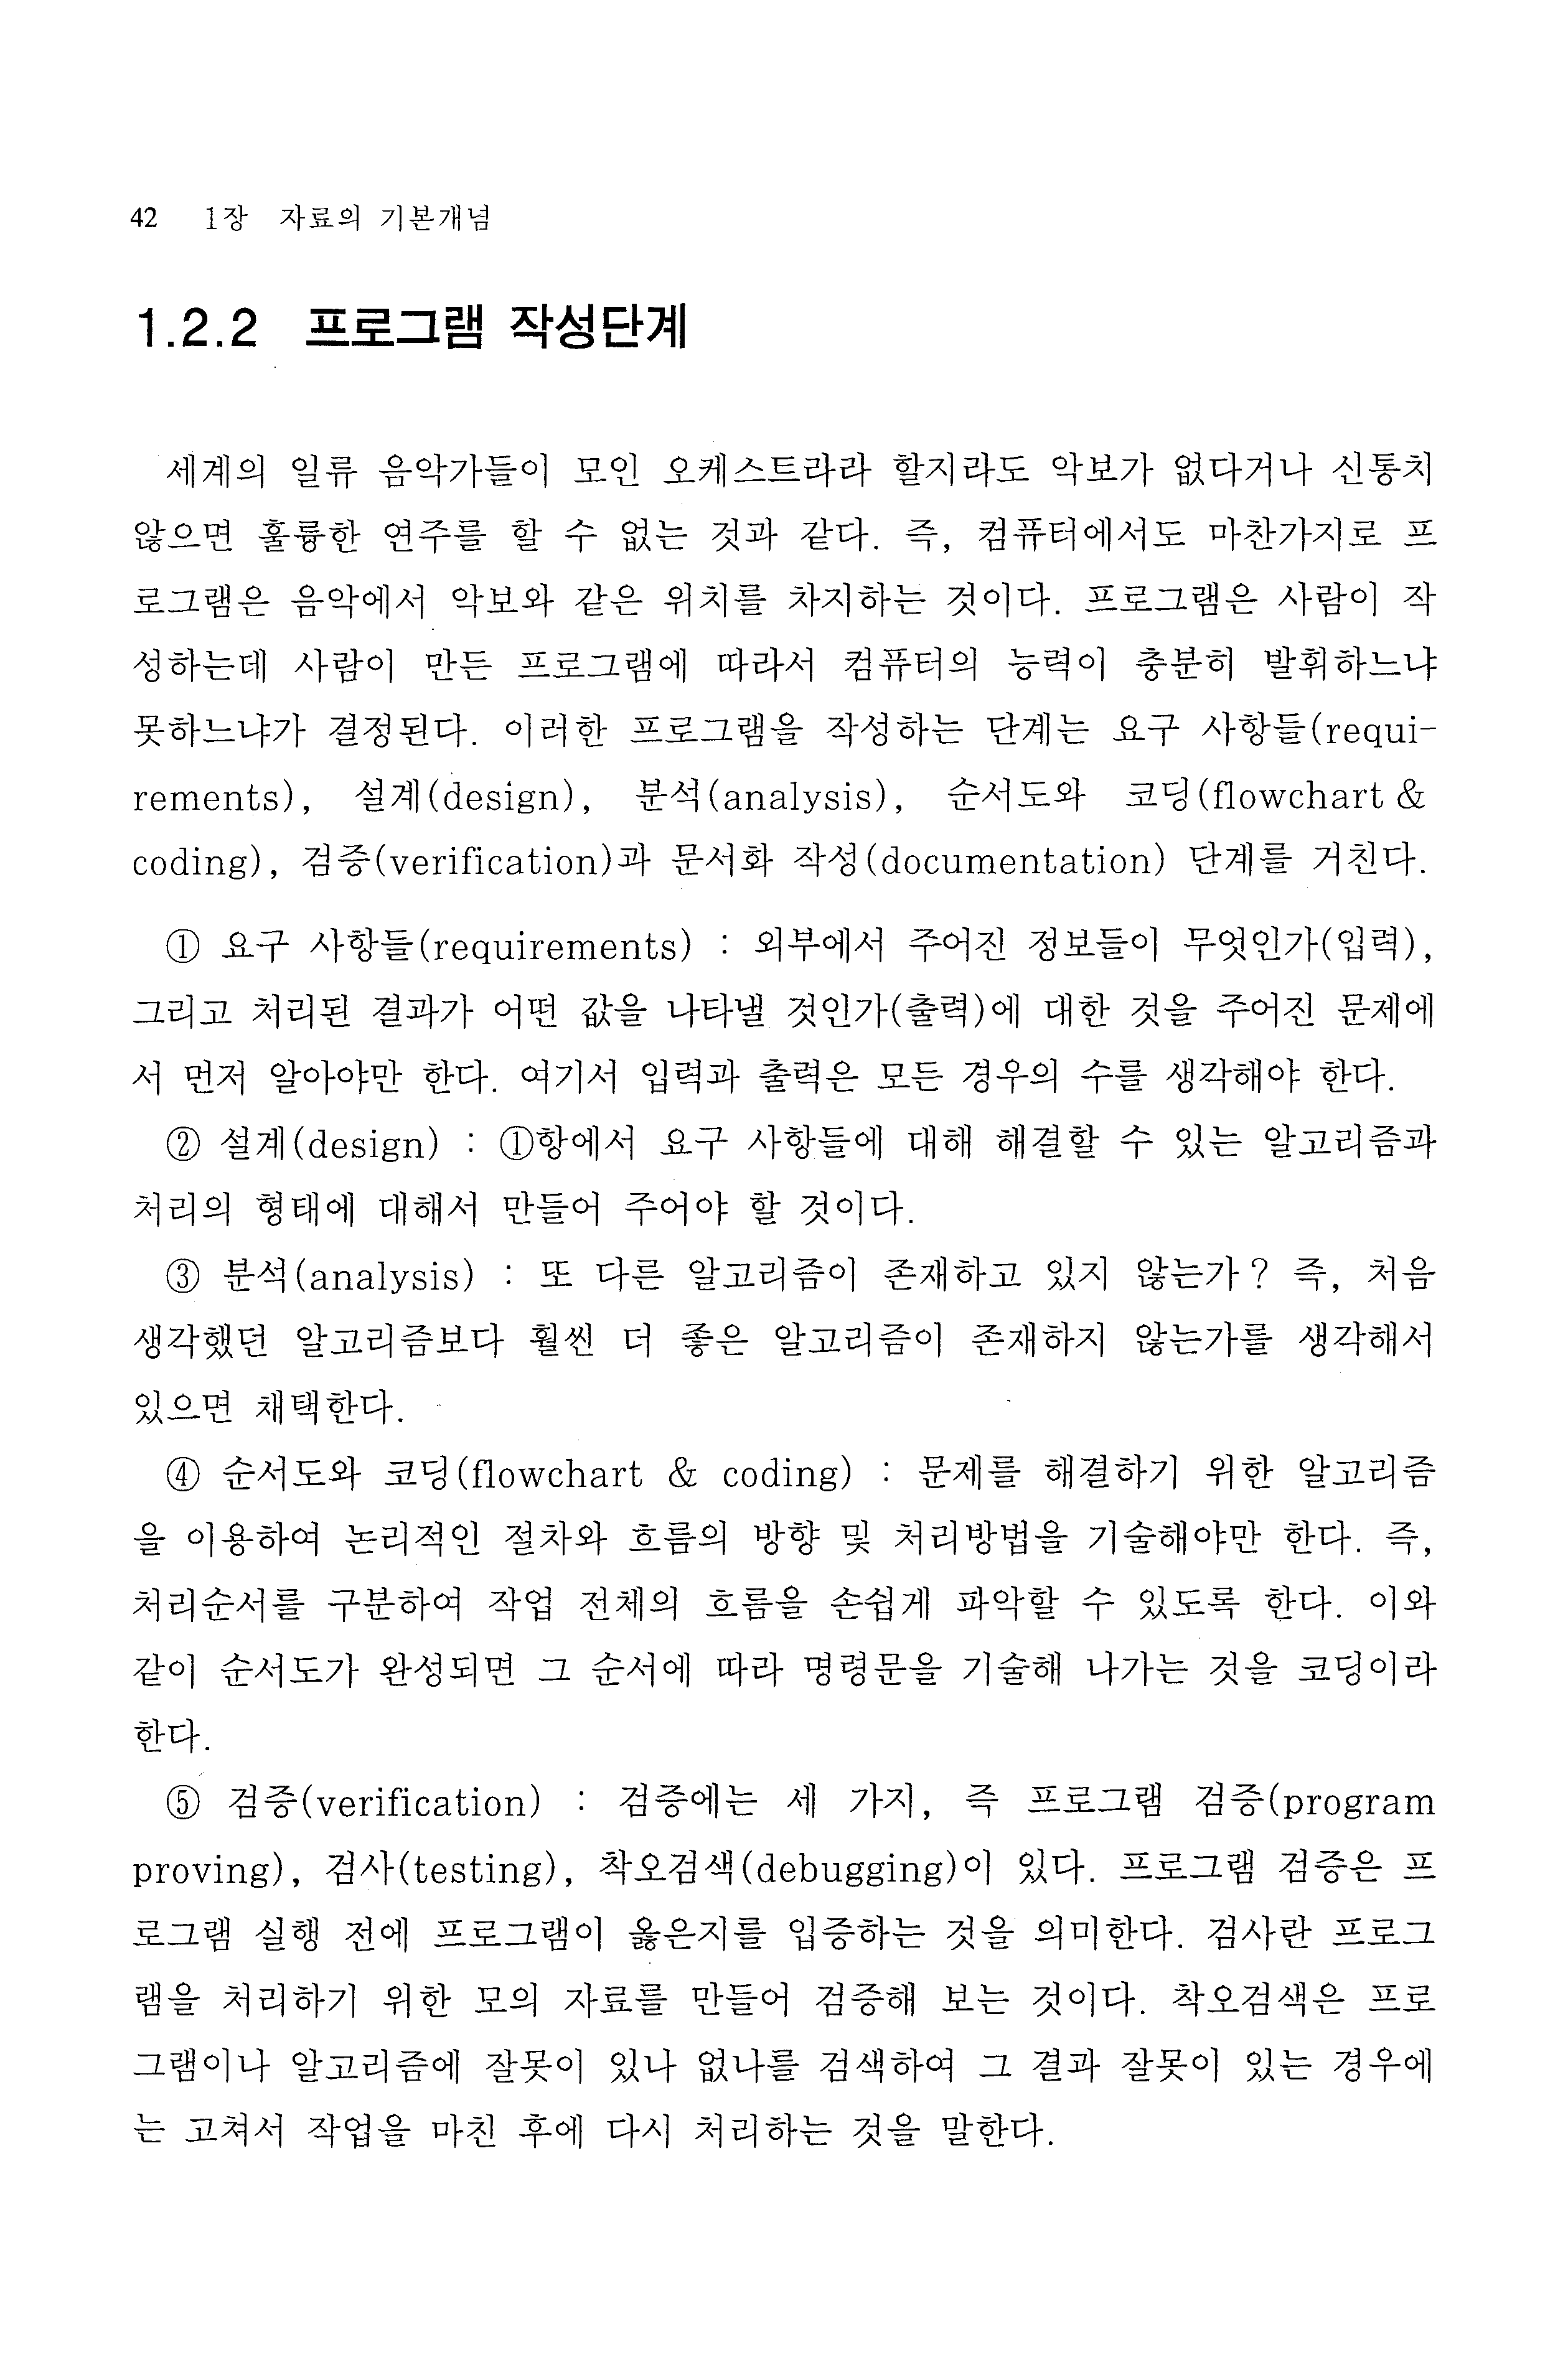 42 1장 자료의 기본개념
1.2.2 프로그램 작성단계
세계의 일류 음악가들이 모인 오케스트라라 할지라도 악보가 없다거나 신통치
않으면 훌륭한 연주를 할 수 없는 것과 같다. 즉, 컴퓨터에서도 마찬가지로 프
로그램은 음악에서 악보와 같은 위치를 차지하는 것이다. 프로그램은 사람이 작
성하는데 사람이 만든 프로그램에 따라서 컴퓨터의 능력이 충분히 발휘하느냐
못하느냐가 결정된다. 이러한 프로그램을 작성하는 단계는 요구 사항들(requi-
rements), 설계(design), 분석(analysis), 순서도와 코딩(flowchart &
coding), 검증(verification)과 문서화 작성(documentation) 단계를 거친다.
① 요구 사항들(requirements) : 외부에서 주어진 정보들이 무엇인가(입력),
그리고 처리된 결과가 어떤 값을 나타낼 것인가(출력)에 대한 것을 주어진 문제에
서 먼저 알아야만 한다. 여기서 입력과 출력은 모든 경우의 수를 생각해야 한다.
② 설계(design) : ①항에서 요구 사항들에 대해 해결할 수 있는 알고리즘과
처리의 형태에 대해서 만들어 주어야 할 것이다.
③ 분석(analysis) : 또 다른 알고리즘이 존재하고 있지 않는가? 즉, 처음
생각했던 알고리즘보다 훨씬 더 좋은 알고리즘이 존재하지 않는가를 생각해서
있으면 채택한다.
④ 순서도와 코딩(flowchart & coding) : 문제를 해결하기 위한 알고리즘
을 이용하여 논리적인 절차와 흐름의 방향 및 처리방법을 기술해야만 한다. 즉,
처리순서를 구분하여 작업 전체의 흐름을 손쉽게 파악할 수 있도록 한다. 이와
같이 순서도가 완성되면 그 순서에 따라 명령문을 기술해 나가는 것을 코딩이라
한다.
⑤ 검증(verification) : 검증에는 세 가지, 즉 프로그램 검증(program
proving), 검사(testing), 착오검색(debugging)이 있다. 프로그램 검증은 프
로그램 실행 전에 프로그램이 옳은지를 입증하는 것을 의미한다. 검사란 프로그
램을 처리하기 위한 모의 자료를 만들어 검증해 보는 것이다. 착오검색은 프로
그램이나 알고리즘에 잘못이 있나 없나를 검색하여 그 결과 잘못이 있는 경우에
는 고쳐서 작업을 마친 후에 다시 처리하는 것을 말한다.